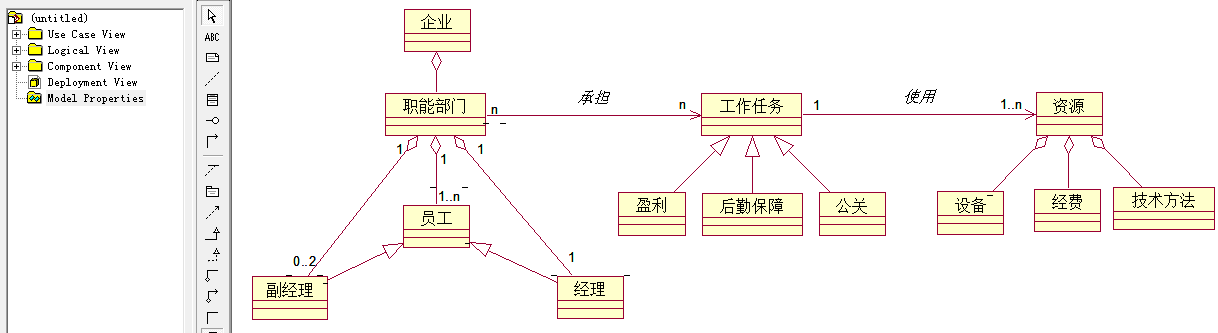 (untitled)
Use Case View
Logical View
Component View
Deployment View
Model Properties
ABC
企业
职能部门
n
承担
n
工作任务
1
使用
1..n
资源
1
1
1
1..n
员工
盈利
后勤保障
公关
设备
经费
技术方法
0..2
1
副经理
经理